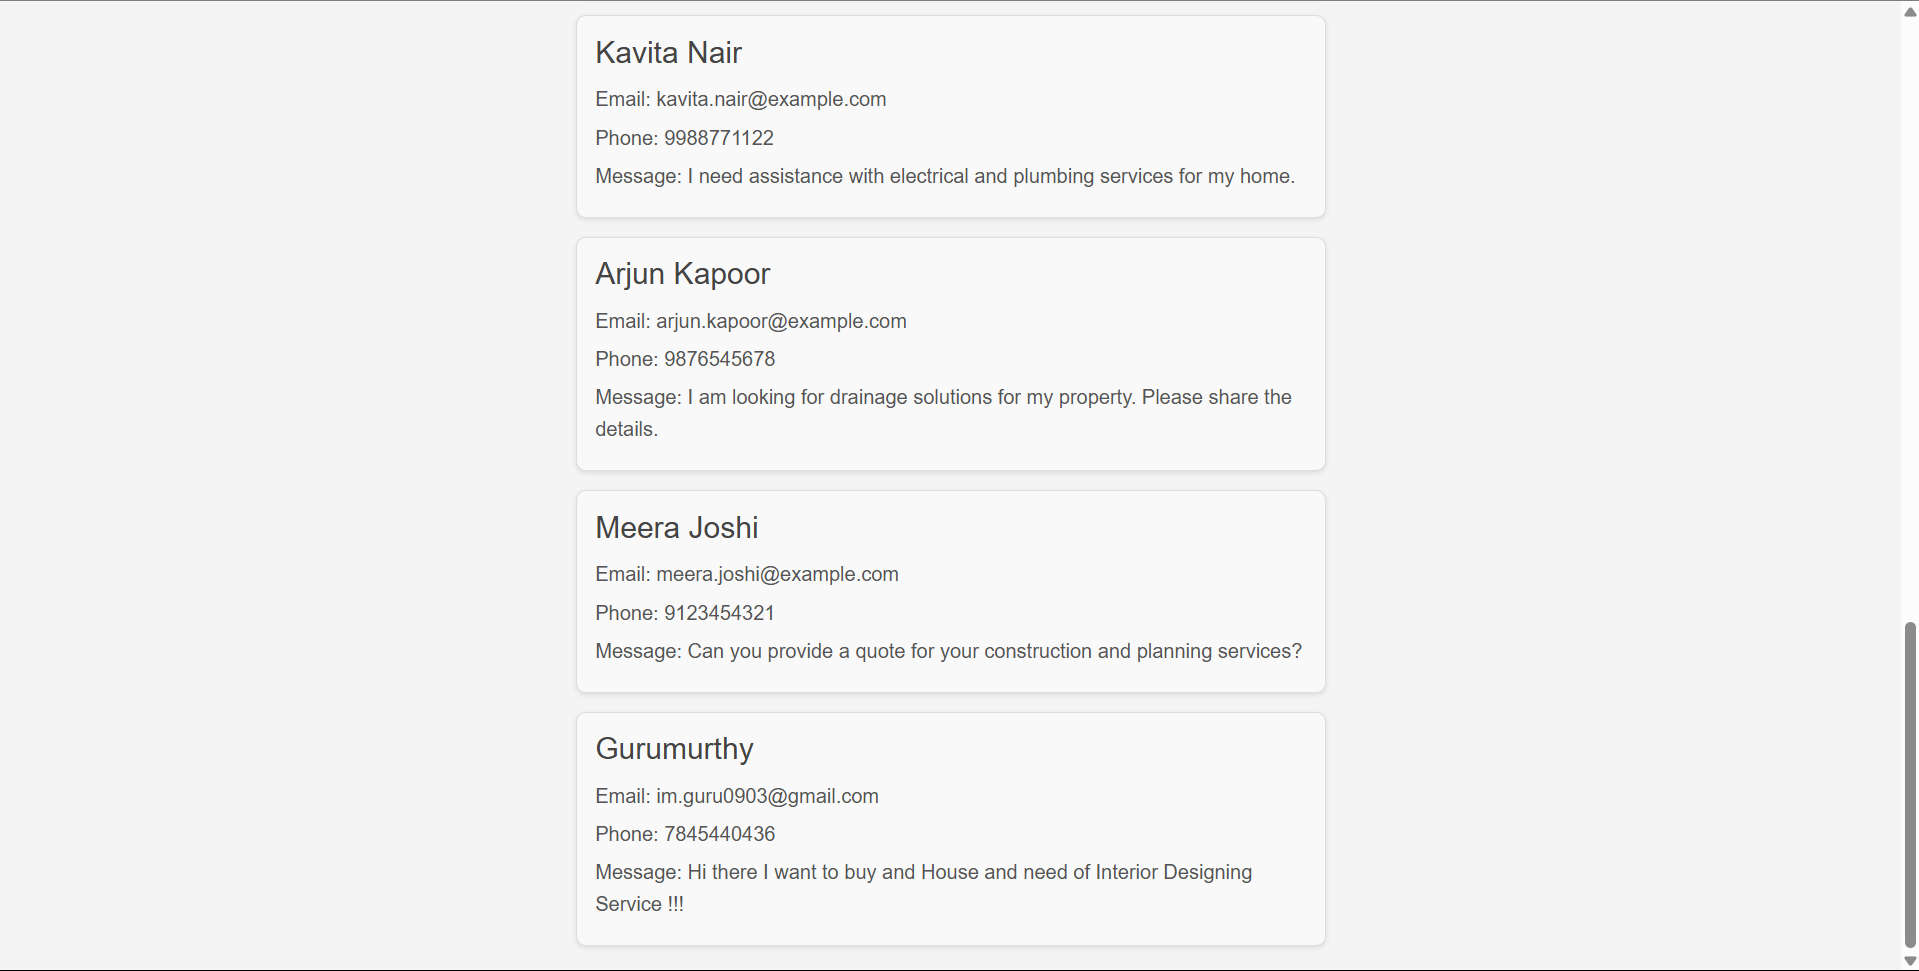 Kavita Nair
Email: kavita.nair@example.com
Phone: 9988771122
Message: I need assistance with electrical and plumbing services for my home.
Arjun Kapoor
Email: arjun.kapoor@example.com
Phone: 9876545678
Message: I am looking for drainage solutions for my property. Please share the
details.
Meera Joshi
Email: meera.joshi@example.com
Phone: 9123454321
Message: Can you provide a quote for your construction and planning services?
Gurumurthy
Email: im.guru0903@gmail.com
Phone: 7845440436
Message: Hi there I want to buy and House and need of Interior Designing
Service !!!